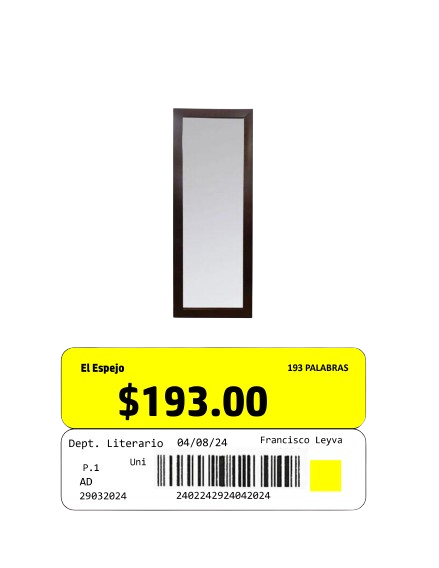 El Espejo 193 PALABRAS
$193.00
Dept. Literario 04/08/24 Francisco Leyva
P.1 Uni
AD
29032024 2402242924042024